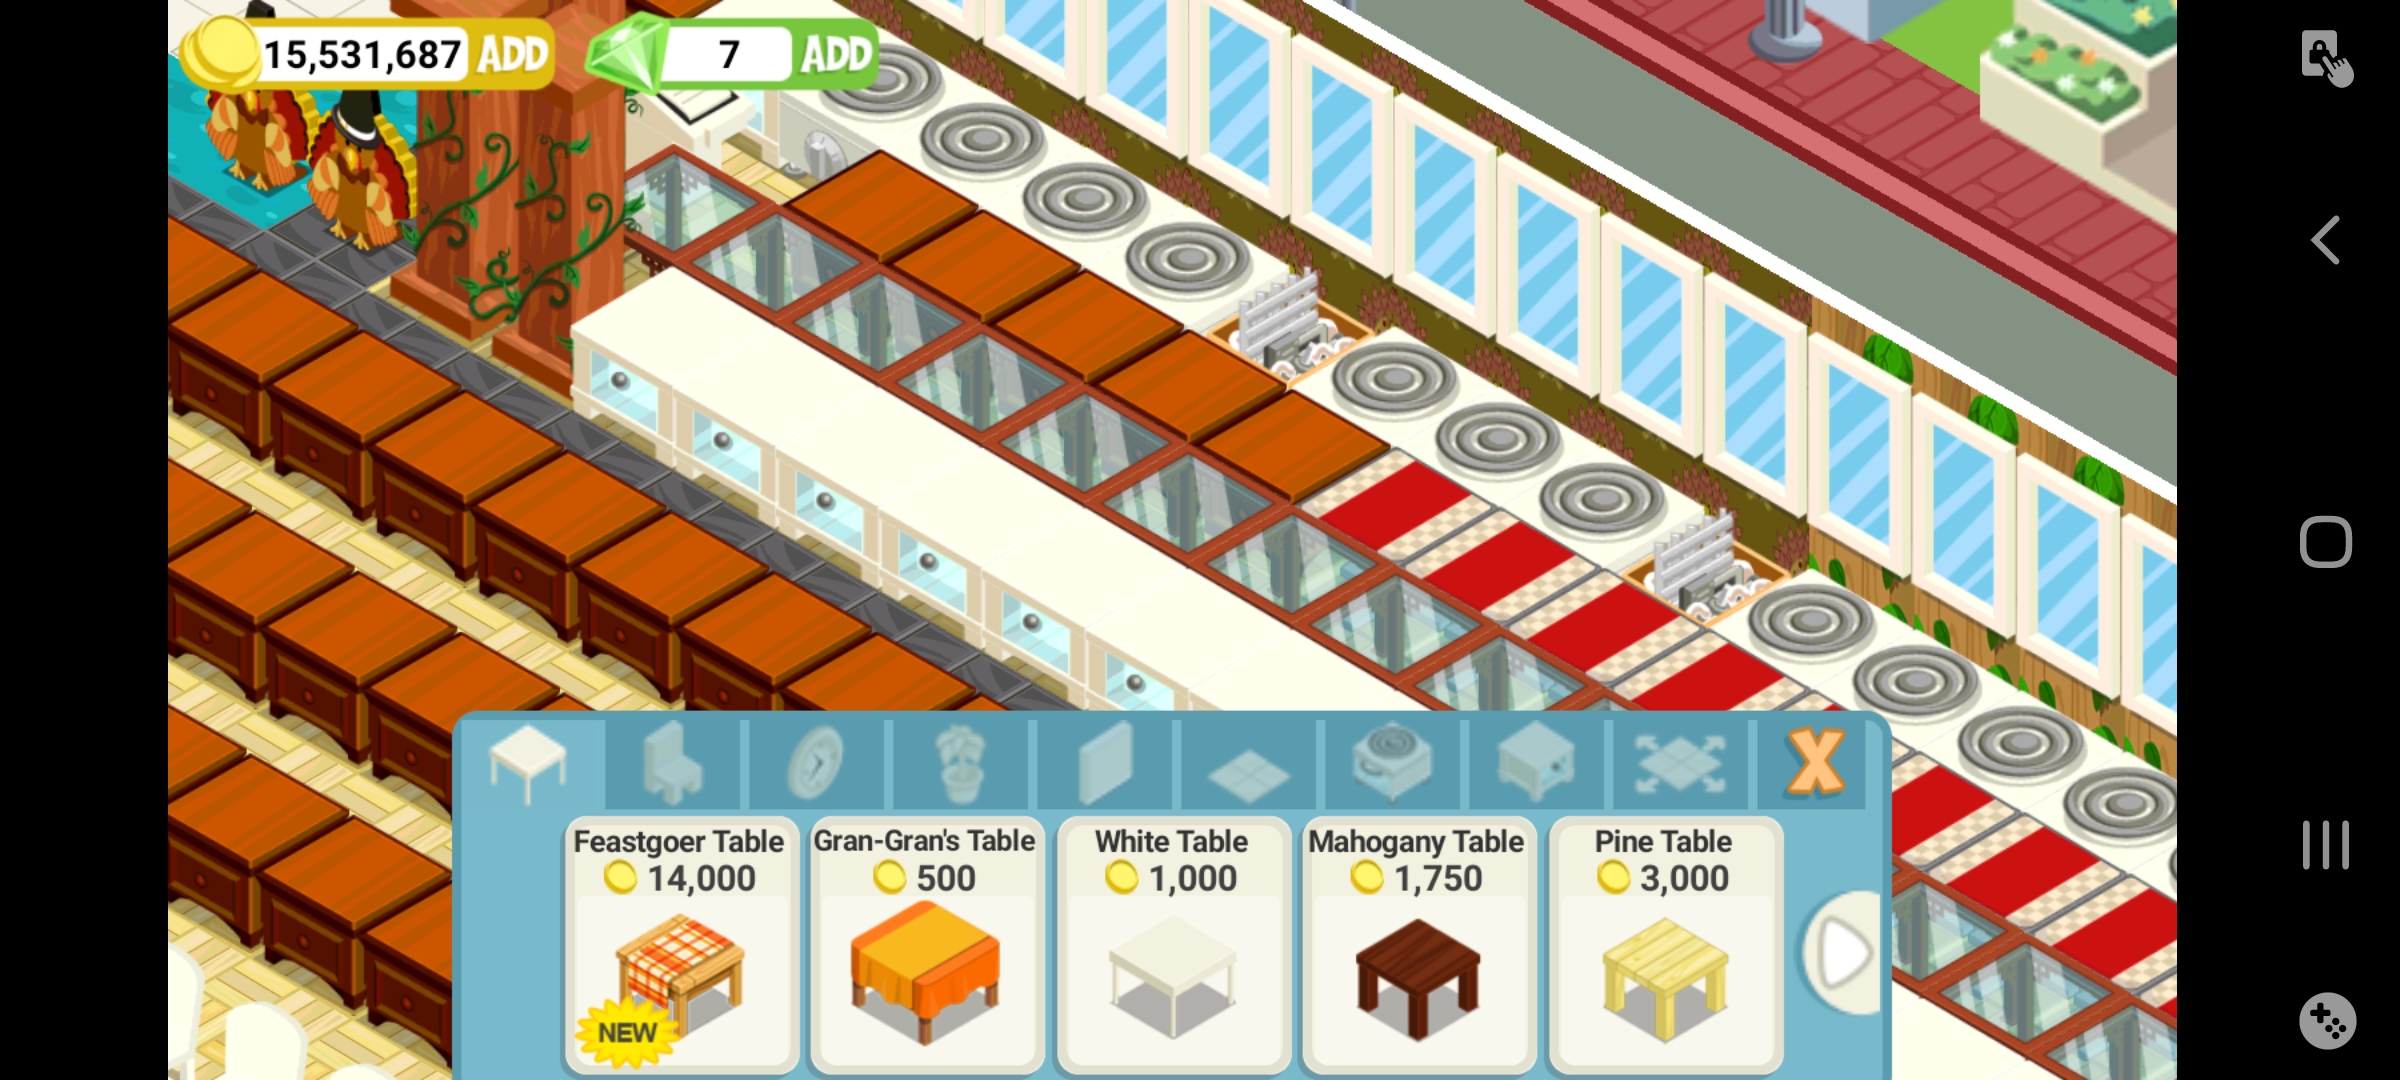 15,531,687 ADD
7 ADD
Feastgoer Table
14,000
NEW
Gran-Gran's Table
500
White Table
1,000
Mahogany Table
1,750
Pine Table
3,000
X